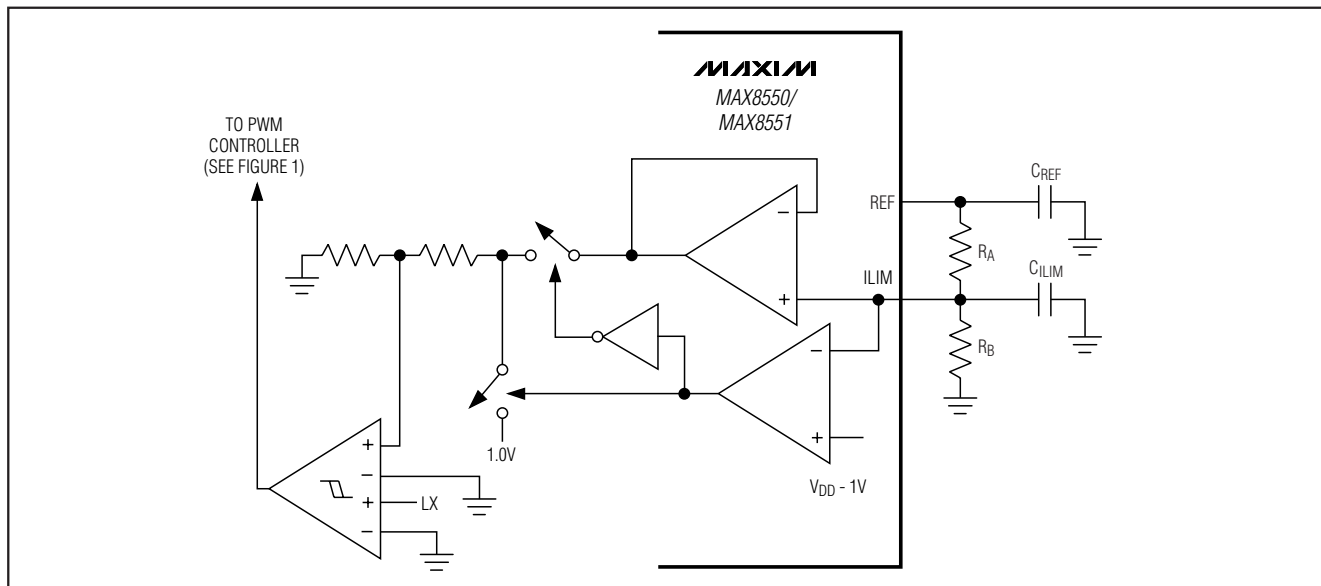 MAXIM
MAX8550/
MAX8551
TO PWM
CONTROLLER
(SEE FIGURE 1)
CREF
REF
RA
ILIM
CILIM
RB
1.0V
VDD - 1V
LX
+
-
+
-
-
+
-
+